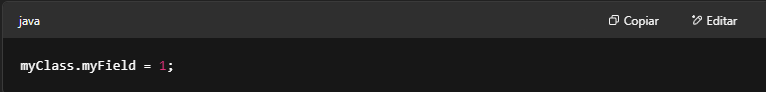 java
Copiar
Editar
myClass.myField = 1;